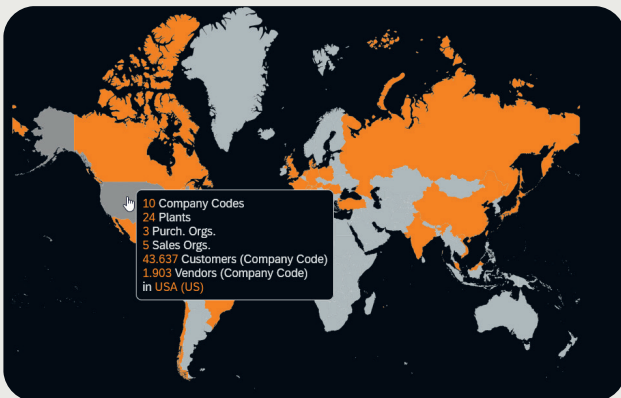 10 Company Codes
24 Plants
3 Purch. Orgs.
5 Sales Orgs.
43.637 Customers (Company Code)
1.903 Vendors (Company Code)
in USA (US)